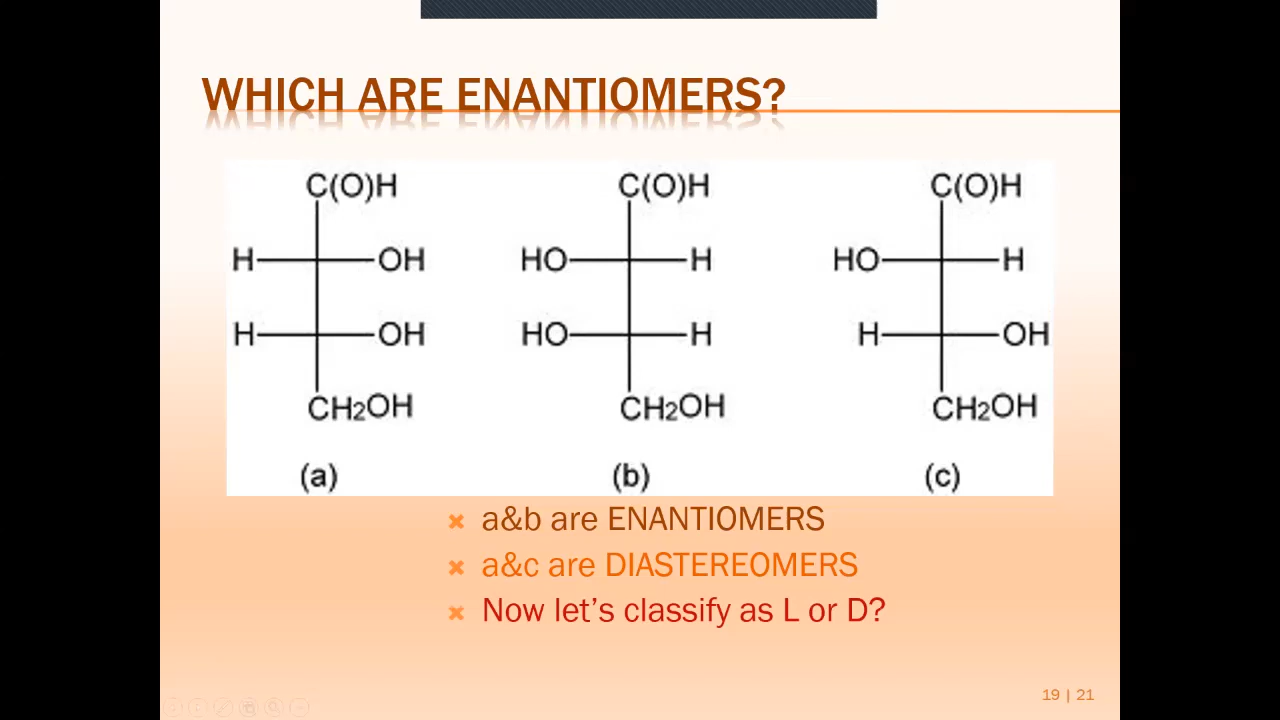 WHICH ARE ENANTIOMERS?
C(O)H C(O)H C(O)H
H OH HO H HO H
H OH HO H H OH
CH2OH CH2OH CH2OH
(a) (b) (c)
a&b are ENANTIOMERS
a&c are DIASTEREOMERS
Now let's classify as L or D?
19 | 21